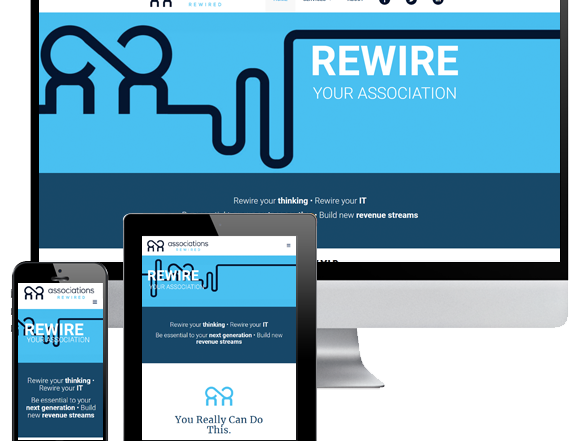 REWIRED
REWIRE
YOUR ASSOCIATION
Rewire your thinking • Rewire your IT
• Build new revenue streams
associations
REWIRED
REWIRE
YOUR ASSOCIATION
Rewire your thinking • Rewire your IT
Be essential to your next generation • Build new
revenue streams
You Really Can Do
This.
associations
REWIRED
REWIRE
YOUR ASSOCIATION
Rewire your thinking •
Rewire your IT
Be essential to your
next generation • Build
new revenue streams